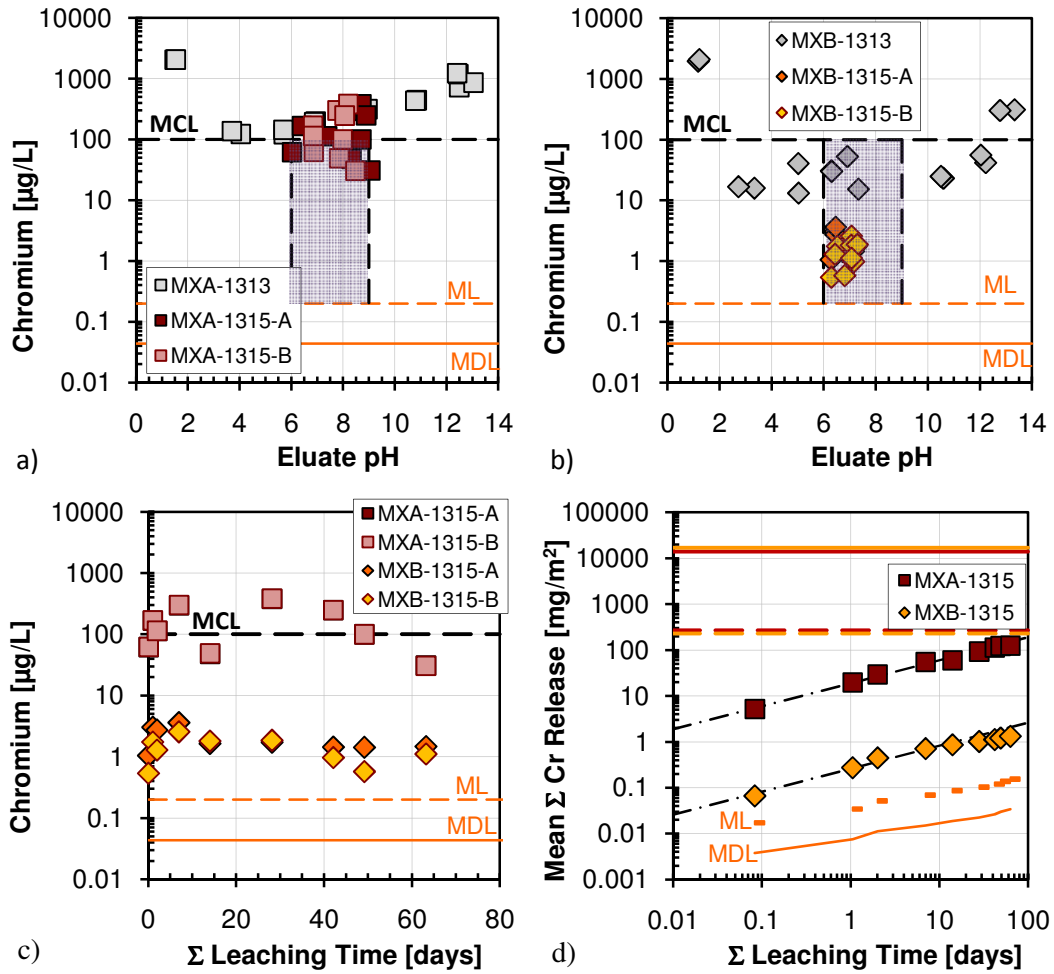 10000
1000
100
10
1
0.1
0.01
Chromium [µg/L]
MCL
ML
MDL
MXA-1313
MXA-1315-A
MXA-1315-B
0 2 4 6 8 10 12 14
a)
Eluate pH
10000
1000
100
10
1
0.1
0.01
Chromium [µg/L]
MXB-1313
MXB-1315-A
MXB-1315-B
MCL
ML
MDL
0 2 4 6 8 10 12 14
b)
Eluate pH
10000
1000
100
10
1
0.1
0.01
Chromium [µg/L]
MXA-1315-A
MXA-1315-B
MXB-1315-A
MXB-1315-B
MCL
ML
MDL
0 20 40 60 80
c)
Σ Leaching Time [days]
100000
10000
1000
100
10
1
0.1
0.01
0.001
Mean Σ Cr Release [mg/m²]
MXA-1315
MXB-1315
ML
MDL
0.01 0.1 1 10 100
d)
Σ Leaching Time [days]